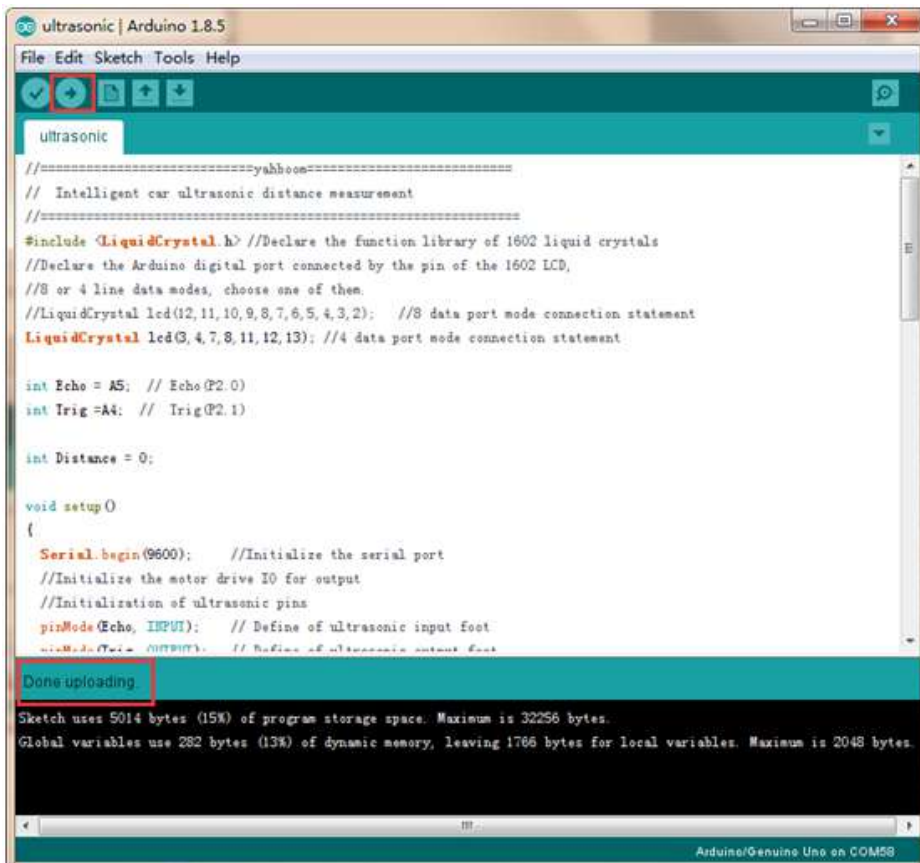 ultrasonic | Arduino 1.8.5
File Edit Sketch Tools Help
ultrasonic
//============================yahboom===========================
//  Intelligent car ultrasonic distance measurement
//===============================================================
#include <LiquidCrystal.h> //Declare the function library of 1602 liquid crystals
//Declare the Arduino digital port connected by the pin of the 1602 LCD,
//8 or 4 line data modes, choose one of them.
//LiquidCrystal lcd(12,11,10,9,8,7,6,5,4,3,2);   //8 data port mode connection statement
LiquidCrystal lcd(3,4,7,8,11,12,13); //4 data port mode connection statement
int Echo = A5;  // Echo(P2.0)
int Trig =A4;  //  Trig(P2.1)
int Distance = 0;
void setup()
{
Serial.begin(9600);     //Initialize the serial port
//Initialize the motor drive IO for output
//Initialization of ultrasonic pins
pinMode(Echo, INPUT);    // Define of ultrasonic input foot
pinMode(Trig, OUTPUT);   // Define of ultrasonic output foot
Done uploading.
Sketch uses 5014 bytes (15%) of program storage space. Maximum is 32256 bytes.
Global variables use 282 bytes (13%) of dynamic memory, leaving 1766 bytes for local variables. Maximum is 2048 bytes.
Arduino/Genuino Uno on COM58